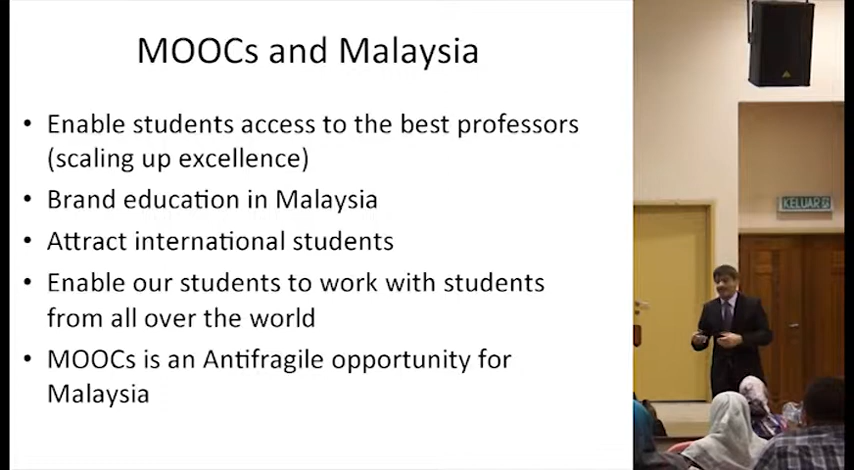 MOOCs and Malaysia
• Enable students access to the best professors
(scaling up excellence)
• Brand education in Malaysia
• Attract international students
• Enable our students to work with students
from all over the world
• MOOCs is an Antifragile opportunity for
Malaysia
KELUAR